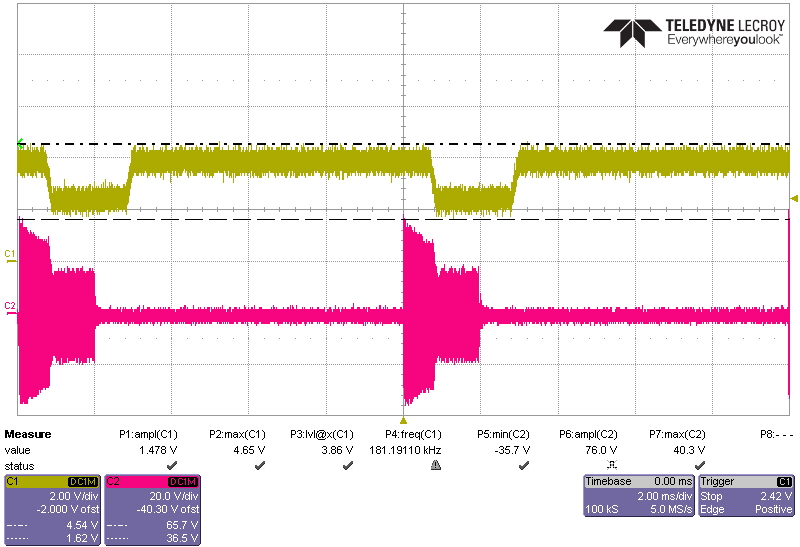 TELEDYNE LECROY
Everywhereyoulook™
C1
C2
Measure P1:ampl(C1) P2:max(C1) P3:lvl@x(C1) P4:freq(C1) P5:min(C2) P6:ampl(C2) P7:max(C2) P8:- - -
value 1.478 V 4.65 V 3.86 V 181.19110 kHz -35.7 V 76.0 V 40.3 V
status
C1 DC1M
2.00 V/div
-2.000 V ofst
4.54 V
1.62 V
C2 DC1M
20.0 V/div
-40.30 V ofst
65.7 V
36.5 V
Timebase 0.00 ms
2.00 ms/div
100 kS 5.0 MS/s
Trigger C1
Stop 2.42 V
Edge Positive